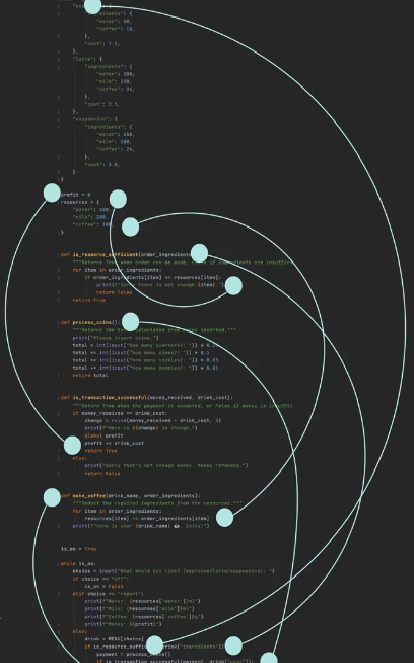 "ingredients": {
"water": 50,
"coffee": 18,
},
"cost": 1.5,
},
"latte": {
"ingredients": {
"water": 200,
"milk": 150,
"coffee": 24,
},
"cost": 2.5,
},
"cappuccino": {
"ingredients": {
"water": 250,
"milk": 100,
"coffee": 24,
},
"cost": 3.0,
}
}
profit = 0
resources = {
"water":
"milk": 200,
"coffee":
}
def is_resource_sufficient(order_ingredients
"""Returns True when order can be made, if ingredients are insuffic
for item in order_ingredients:
if order_ingredients[item] >= resources[item]:
print(f"Sorry there is not enough {item}.")
return False
return True
def process_coins():
"""Returns the total calculated from coins inserted."""
print("Please insert coins.")
total = int(input("how many quarters?: ")) *
total += int(input("how many dimes?: ")) * 0.1
total += int(input("how many nickles?: ")) * 0.05
total += int(input("how many pennies?: ")) * 0.01
return total
def is_transaction_successful(money_received, drink_cost):
"""Return True when the payment is accepted, or False if money is insuffic
if money_received >= drink_cost:
change = round(money_received - drink_cost, 2)
print(f"Here is ${change} in change.")
global profit
profit += drink_cost
return True
else:
print("Sorry that's not enough money. Money refunded.")
return False
def make_coffee(drink_name, order_ingredients):
"""Deduct the required ingredients from the resources."""
for item in order_ingredients:
resources[item] -= order_ingredients[item]
print(f"Here is your {drink_name} ☕. Enjoy!")
is_on = True
while is_on:
choice = input("What would you like? (espresso/latte/cappuccino): ")
if choice == "off":
is_on = False
elif choice == "report":
print(f"Water: {resources['water']}ml")
print(f"Milk: {resources['milk']}ml")
print(f"Coffee: {resources['coffee']}g")
print(f"Money: ${profit}")
else:
drink = MENU[choice]
if is_resource_sufficient(drink["ingredients"]
payment = process_coins()
if is_transaction_successful(payment, drink["cost"]